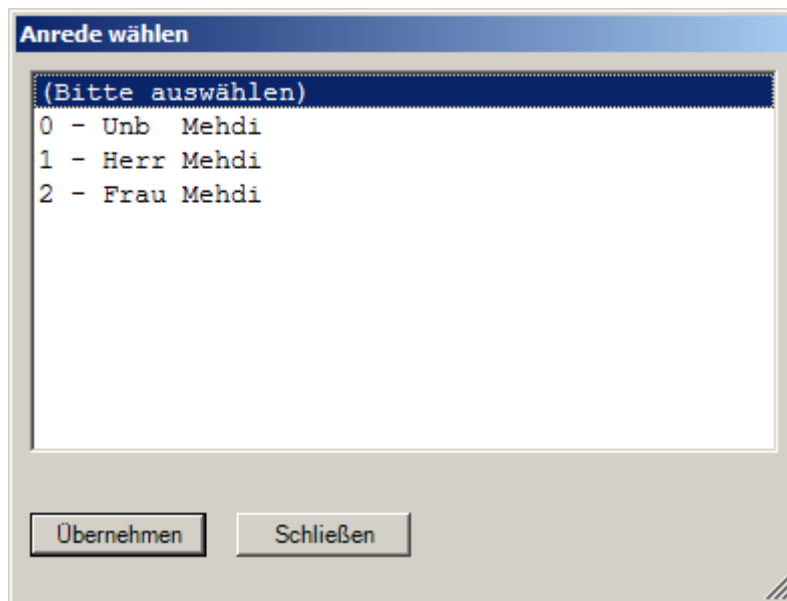 Anrede wählen
(Bitte auswählen)
0 - Unb  Mehdi
1 - Herr Mehdi
2 - Frau Mehdi
Übernehmen Schließen